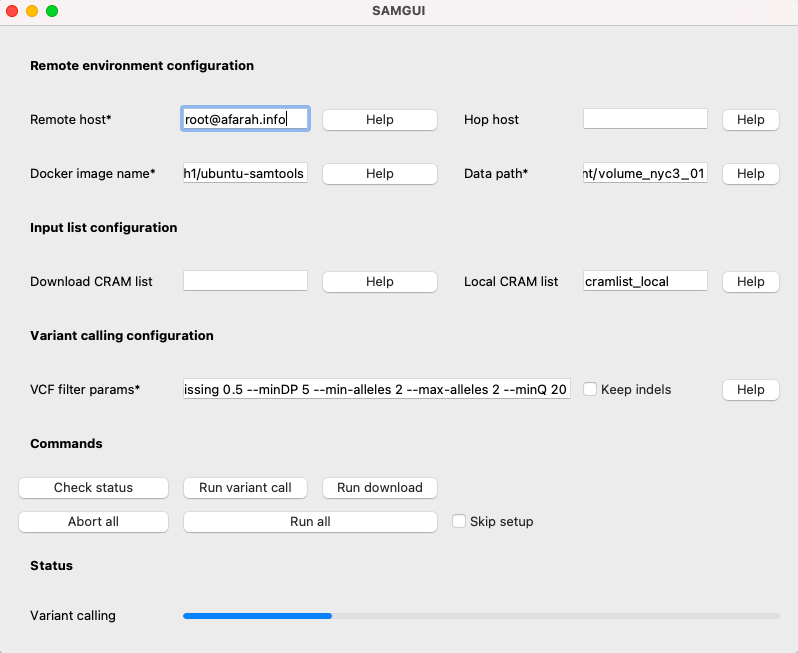 SAMGUI
Remote environment configuration
Remote host* root@afarah.info Help Hop host Help
Docker image name* h1/ubuntu-samtools Help Data path* nt/volume_nyc3_01 Help
Input list configuration
Download CRAM list Help Local CRAM list cramlist_local Help
Variant calling configuration
VCF filter params* issing 0.5 --minDP 5 --min-alleles 2 --max-alleles 2 --minQ 20 Keep indels Help
Commands
Check status Run variant call Run download
Abort all Run all Skip setup
Status
Variant calling